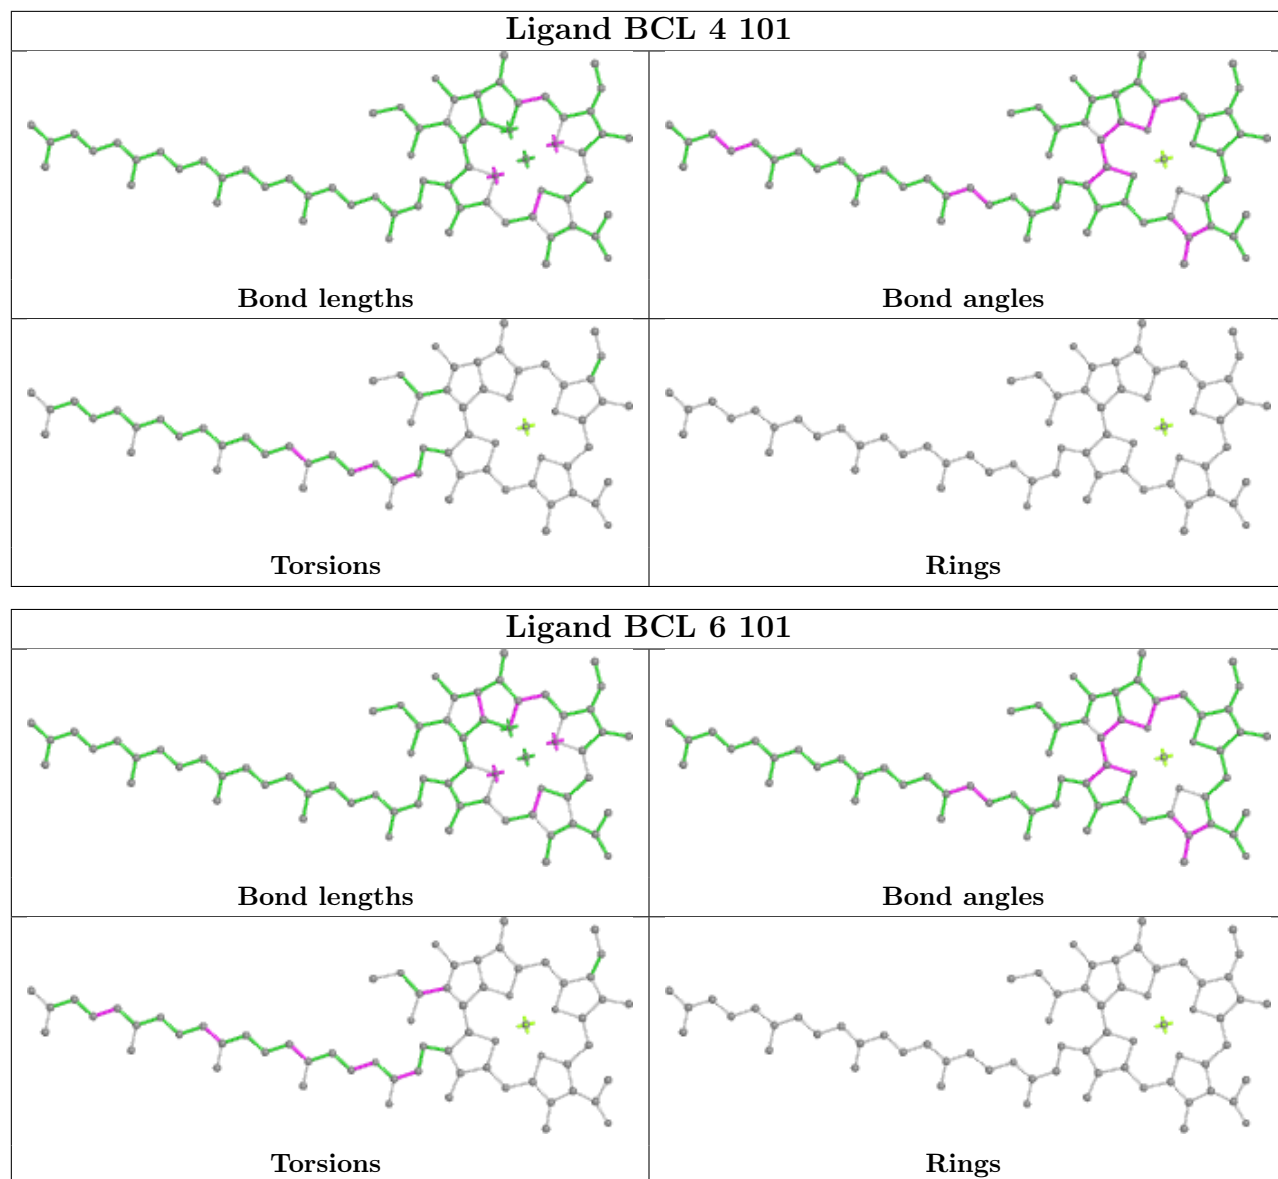 Ligand BCL 4 101
Bond lengths
Bond angles
Torsions
Rings
Ligand BCL 6 101
Bond lengths
Bond angles
Torsions
Rings